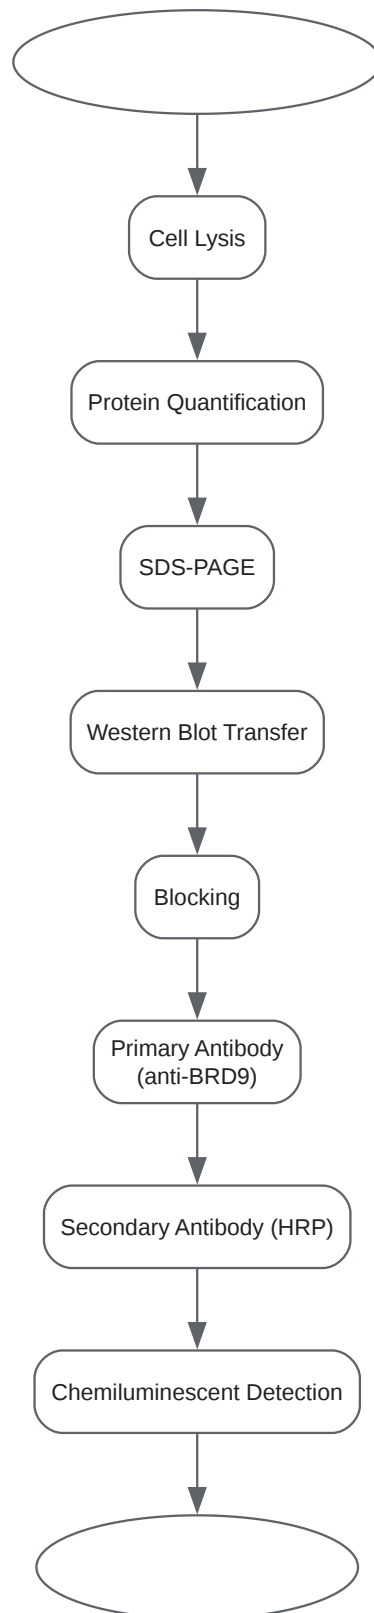 Cell Lysis
Protein Quantification
SDS-PAGE
Western Blot Transfer
Blocking
Primary Antibody
(anti-BRD9)
Secondary Antibody (HRP)
Chemiluminescent Detection